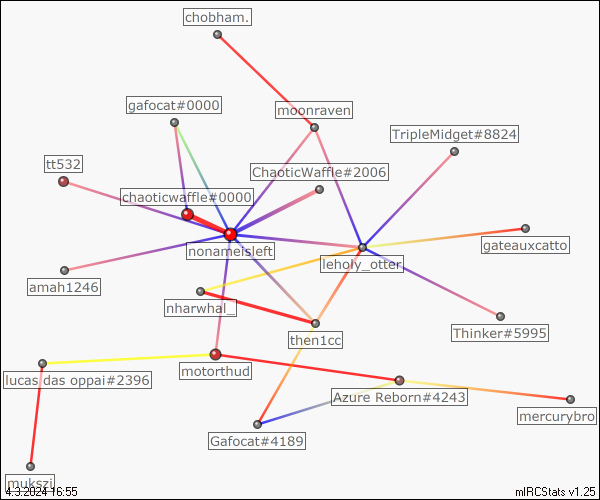 chobham.
gafocat#0000
moonraven
TripleMidget#8824
tt532
ChaoticWaffle#2006
chaoticwaffle#0000
nonameisleft
leholy_otter
gateauxcatto
amah1246
nharwhal_
then1cc
Thinker#5995
motorthud
lucas das oppai#2396
Azure Reborn#4243
mercurybro
Gafocat#4189
mukszi
4.3.2024 16:55
mIRCStats v1.25